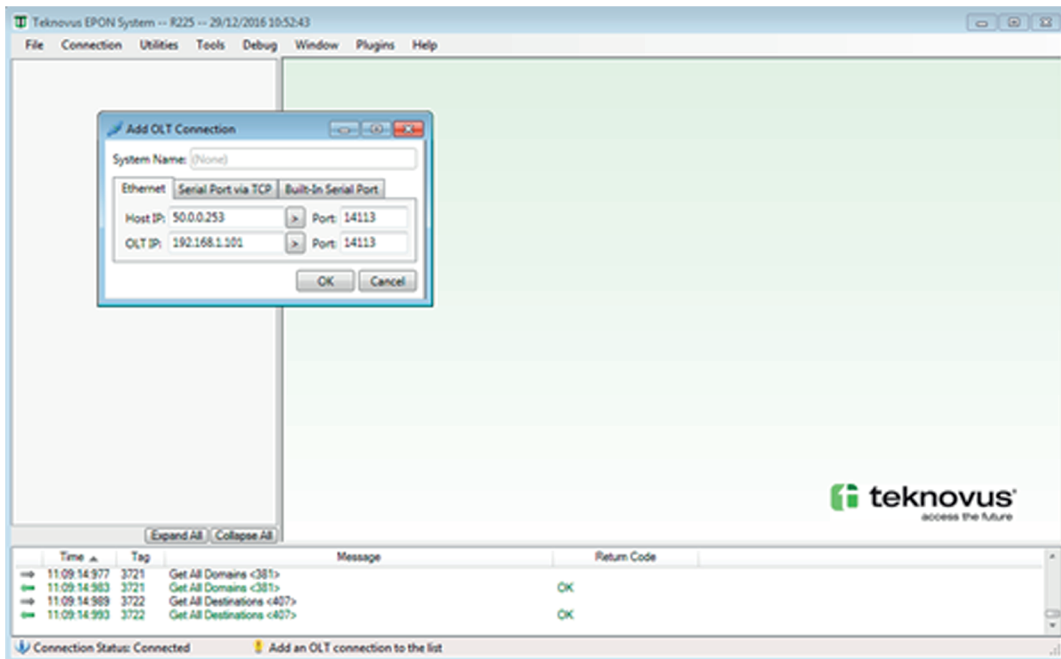 Teknovus EPON System -- R225 -- 29/12/2016 10:52:43
File Connection Utilities Tools Debug Window Plugins Help
Add OLT Connection
System Name: (None)
Ethernet Serial Port via TCP Built-In Serial Port
Host IP: 50.0.0.253 > Port: 14113
OLT IP: 192.168.1.101 > Port: 14113
OK Cancel
teknovus
access the future
Expand All Collapse All
Time Tag Message Return Code
11:09:14:977 3721 Get All Domains <381>
11:09:14:983 3721 Get All Domains <381> OK
11:09:14:989 3722 Get All Destinations <407>
11:09:14:993 3722 Get All Destinations <407> OK
Connection Status: Connected Add an OLT connection to the list